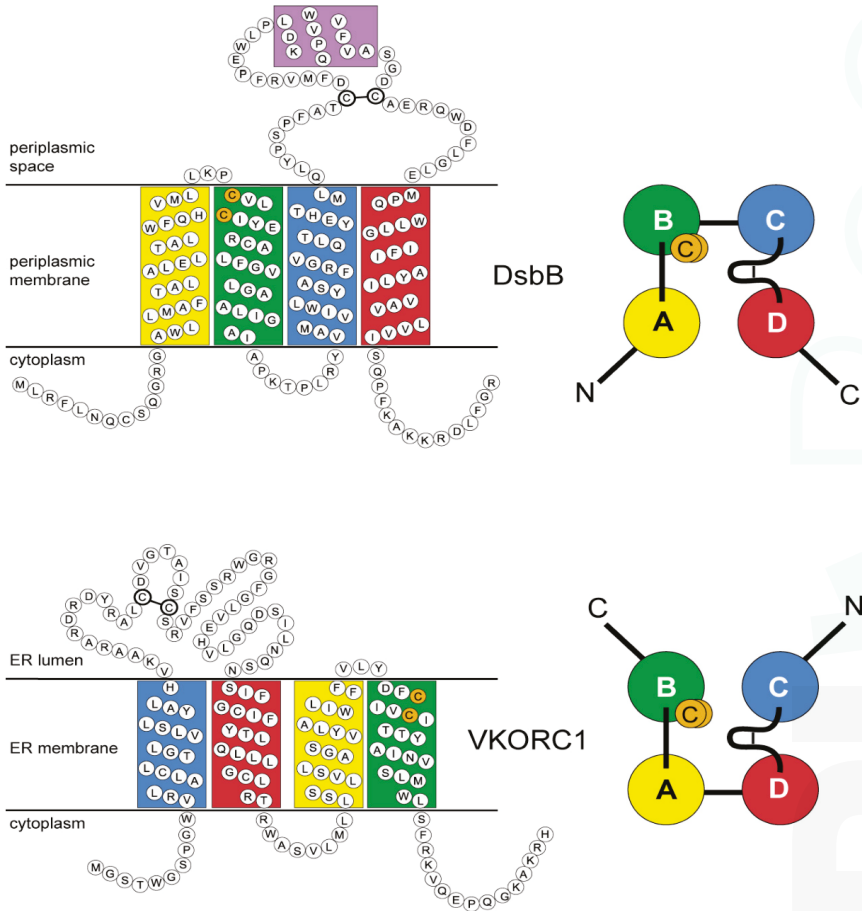 L W V
D V F
K P V A
Q
E W L P
P F R V M F D
S G D
C C
S P F A T
A E R Q W D
P Y L Q
F L G L E
periplasmic
space
L K P
V M L
W F Q H
T A L
A L E L
T A L
L M A F
A W L
C V L
C I Y E
R C A
L F G V
L G A
A L I G
A I
L M
T H E Y
T L Q
V G R F
A S Y
L W I V
M A V
Q P M
G L L W
I F I
I L Y A
V A V
I V V L
periplasmic
membrane
DsbB
B C
C
A D
N C
cytoplasm
M L R F L N Q C S Q G R G
A P K T P L R Y
S Q P F K A K K R D L F G R
D V G T A I S
C C
V K A A R A R D R D Y R A L
S R V F S S R W G R G F G L V E H V L G Q D S I L N Q S N
ER lumen
V L Y
H
L A Y
L S L V
L G T
L C L A
L R V
S I F
G C I F
Y T L
Q L L L
G C L
R T
F F
L I W
A L Y V
S G A
L S V L
S S L
D F C
I V C I
T T Y
A I N V
S L M
W L
ER membrane
VKORC1
C N
B C
C
A D
cytoplasm
M G S T W G S P G W
R W A S V L M L
S F R K V Q E P Q G K A K R H